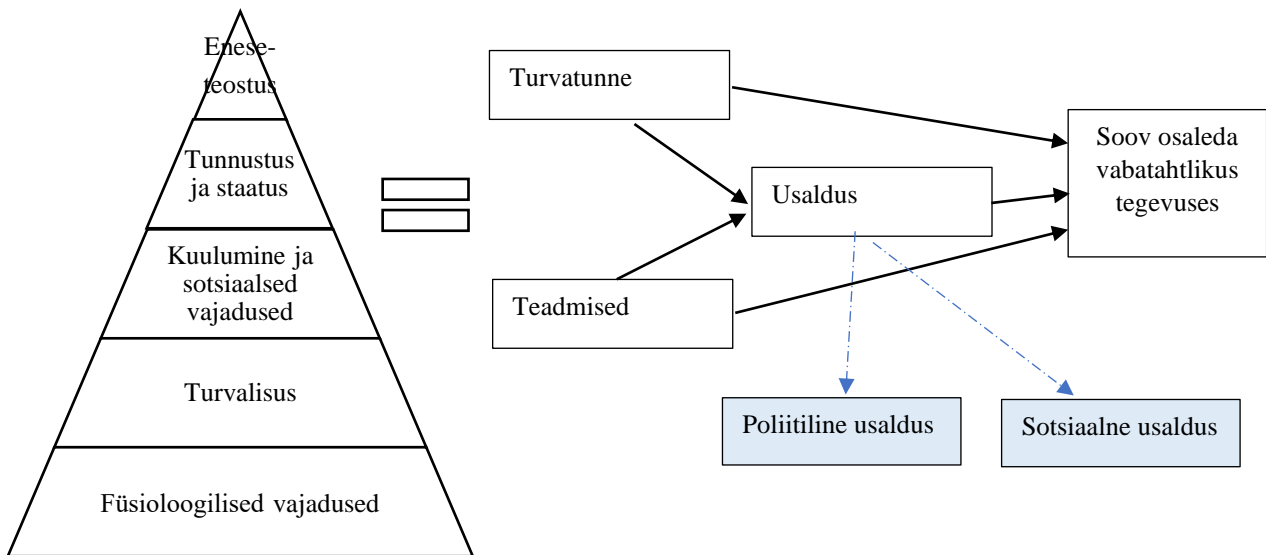 Enese-
teostus
Tunnustus
ja staatus
Kuulumine ja
sotsiaalsed
vajadused
Turvalisus
Füsioloogilised vajadused
Turvatunne
Usaldus
Teadmised
Soov osaleda
vabatahtlikus
tegevuses
Poliitiline usaldus
Sotsiaalne usaldus